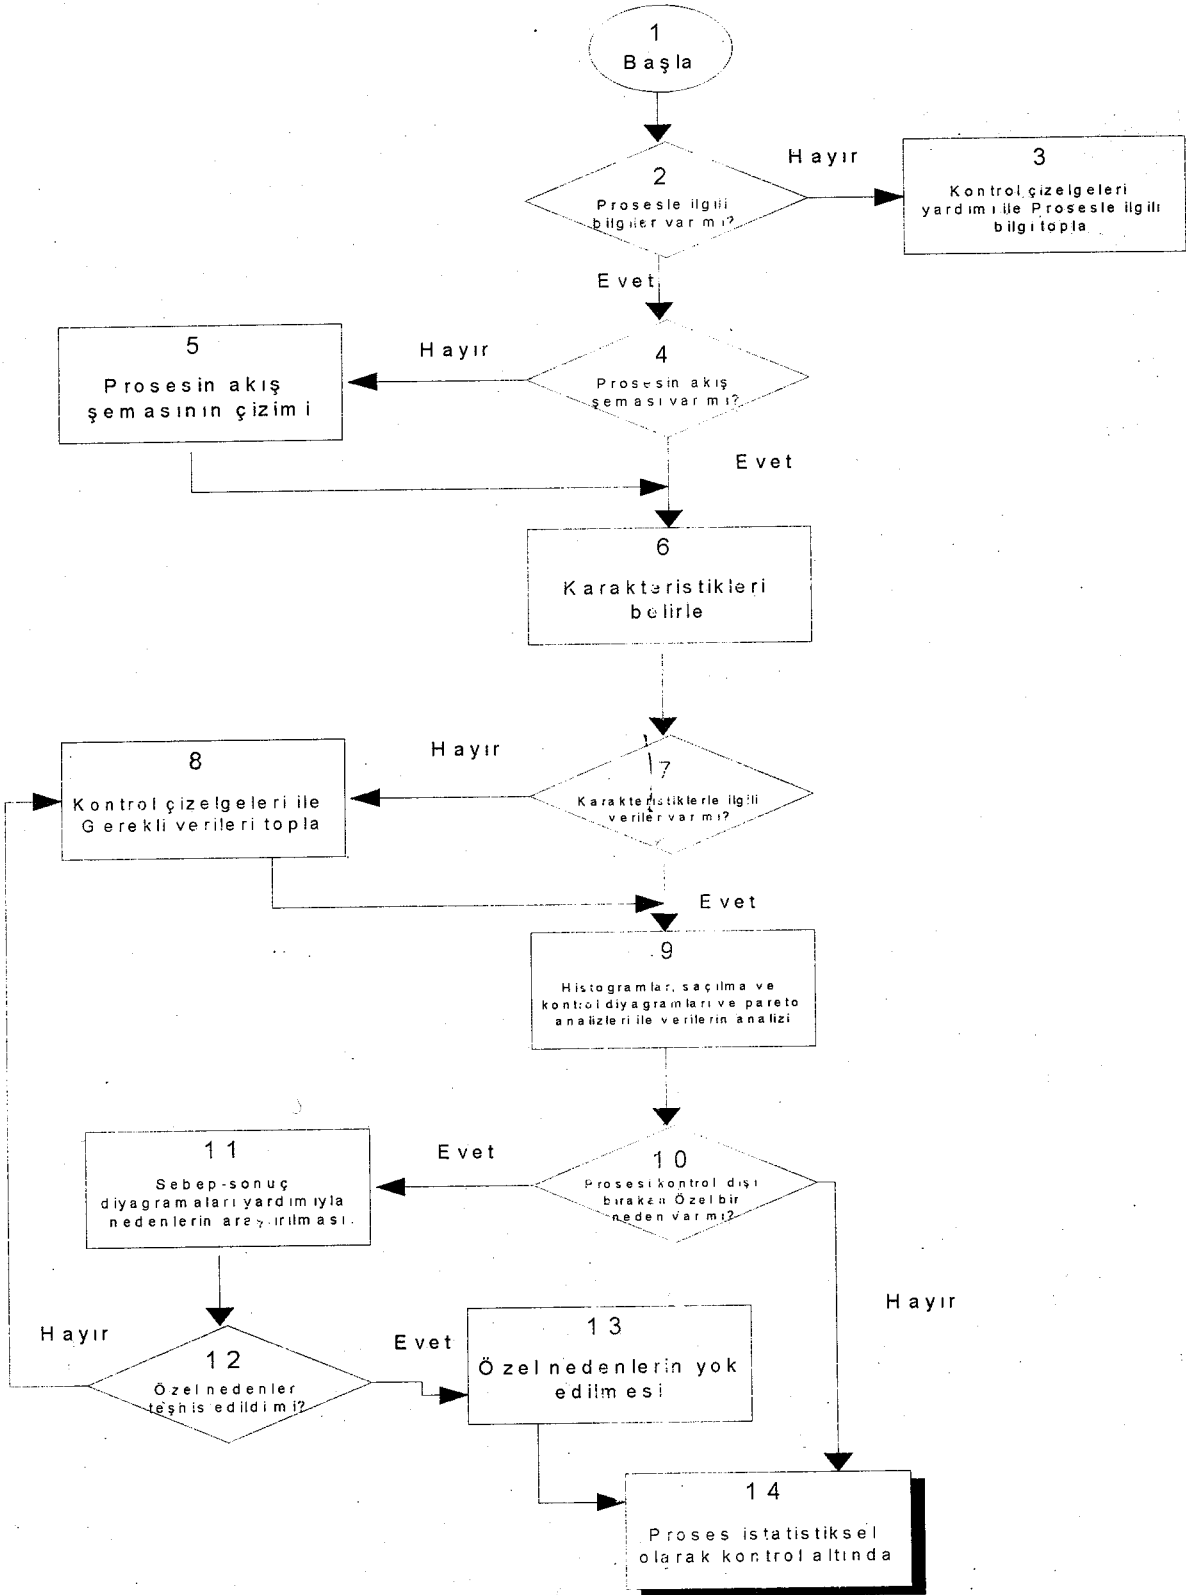 1
Başla
2
Prosesle ilgili
bilgiler var mı?
Hayır
3
Kontrol çizelgeleri
yardımı ile Prosesle ilgili
bilgi topla
Evet
4
Prosesin akış
şeması var mı?
Hayır
5
Prosesin akış
şemasının çizimi
Evet
6
Karakteristikleri
belirle
7
Karakteristiklerle ilgili
veriler var mı?
Hayır
8
Kontrol çizelgeleri ile
Gerekli verileri topla
Evet
9
Histogramlar, saçılma ve
kontrol diyagramları ve pareto
analizleri ile verilerin analizi
10
Prosesi kontrol dışı
bırakan Özel bir
neden var mı?
Evet
11
Sebep-sonuç
diyagramaları yardımıyla
nedenlerin araştırılması.
Hayır
12
Özel nedenler
teşhis edildi mi?
Hayır
Evet
13
Özel nedenlerin yok
edilmesi
14
Proses istatistiksel
olarak kontrol altında